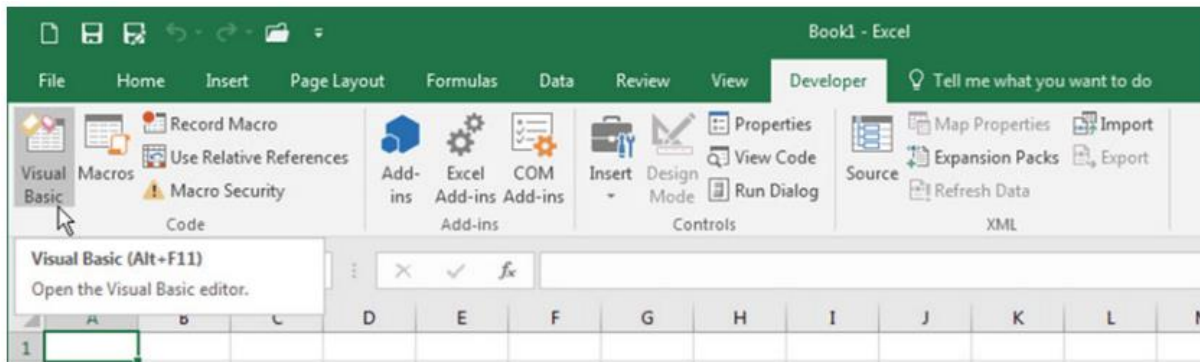 Book1 - Excel
File Home Insert Page Layout Formulas Data Review View Developer Tell me what you want to do
Visual Basic
Macros
Record Macro
Use Relative References
Macro Security
Code
Add-ins
Excel Add-ins
COM Add-ins
Add-ins
Insert
Design Mode
Properties
View Code
Run Dialog
Controls
Source
Map Properties
Expansion Packs
Refresh Data
Import
Export
XML
Visual Basic (Alt+F11)
Open the Visual Basic editor.
fx
A B C D E F G H I J K L
1